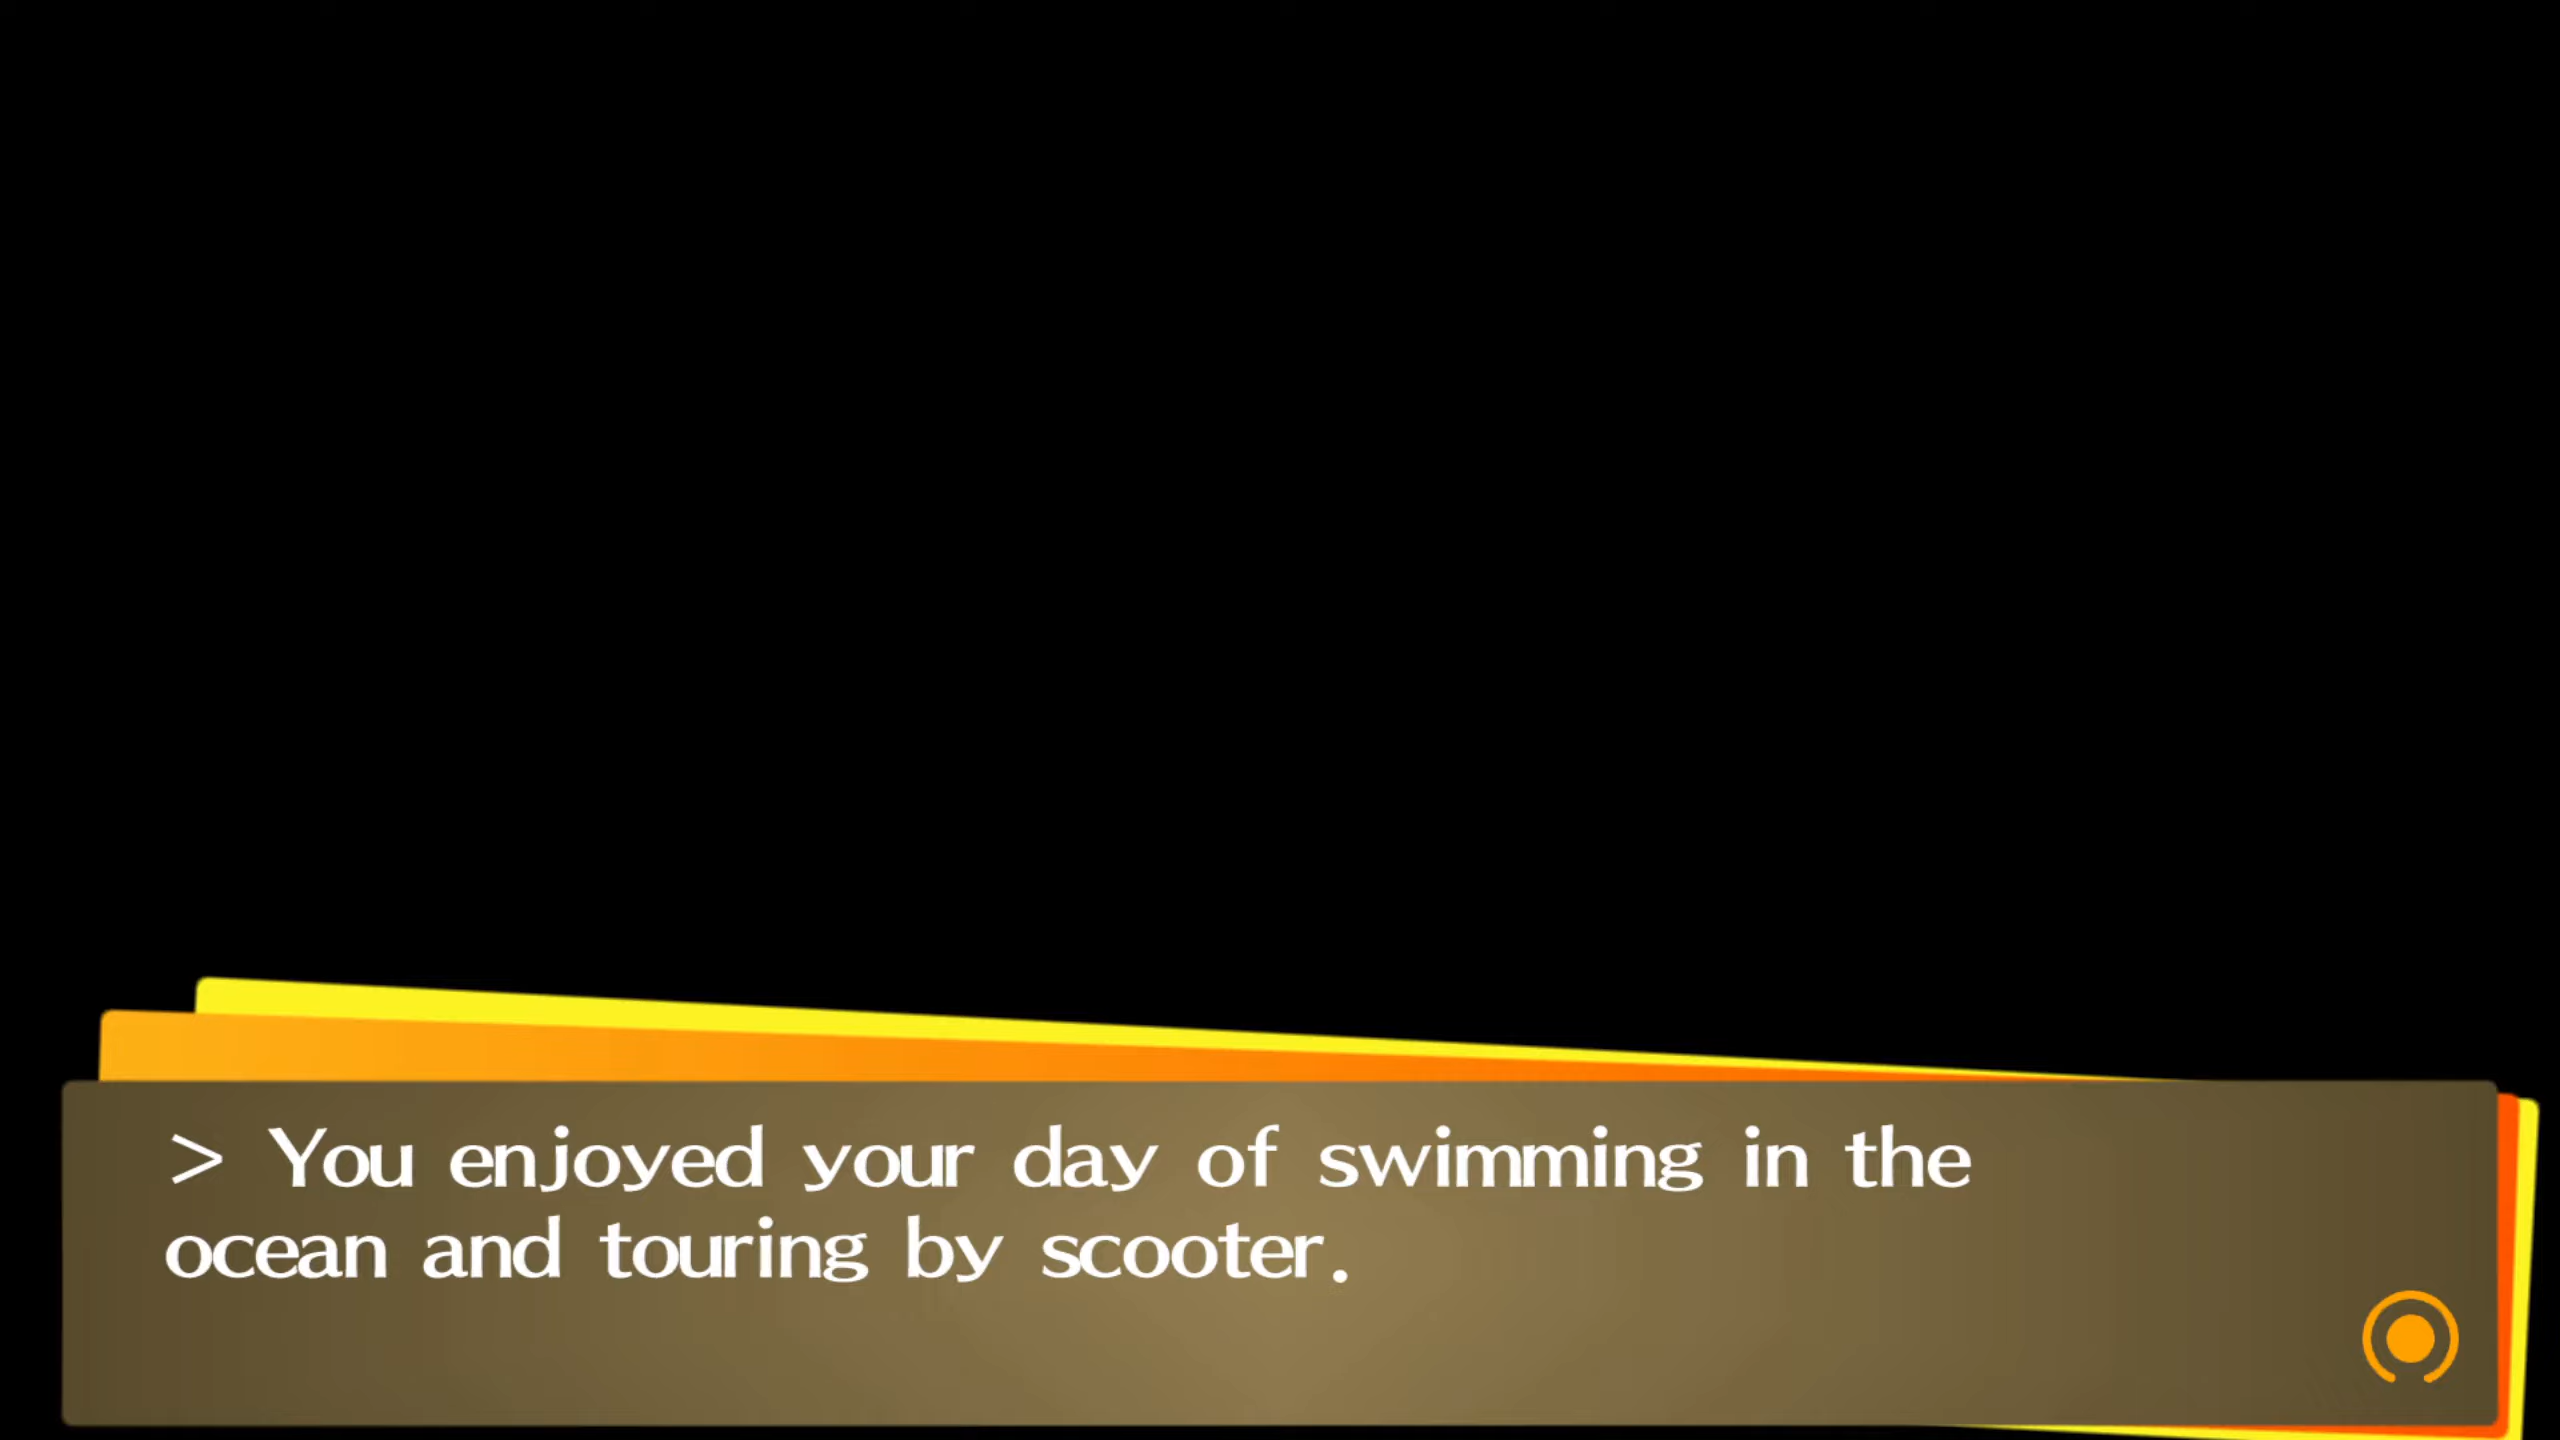 > You enjoyed your day of swimming in the
ocean and touring by scooter.